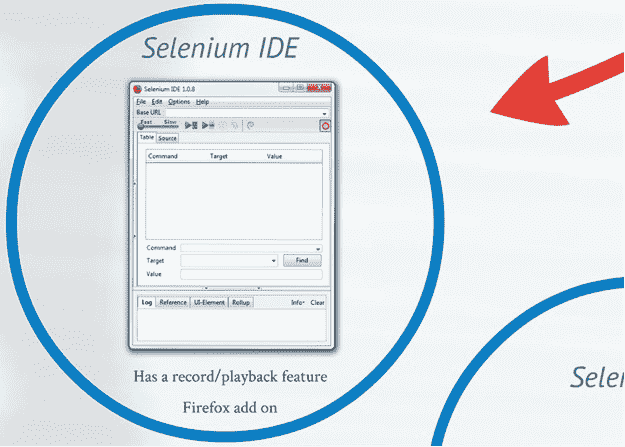 Selenium IDE
Selenium IDE 1.0.8
File Edit Options Help
Base URL
Fast Slow
Table Source
Command Target Value
Command
Target Find
Value
Log Reference UI-Element Rollup Info Clear
Has a record/playback feature
Firefox add on
Sele